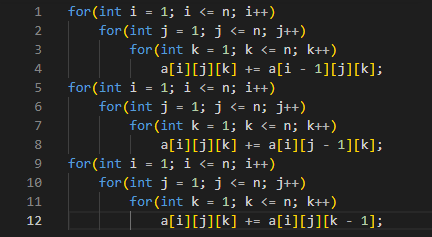 1 for(int i = 1; i <= n; i++)
2     for(int j = 1; j <= n; j++)
3         for(int k = 1; k <= n; k++)
4             a[i][j][k] += a[i - 1][j][k];
5 for(int i = 1; i <= n; i++)
6     for(int j = 1; j <= n; j++)
7         for(int k = 1; k <= n; k++)
8             a[i][j][k] += a[i][j - 1][k];
9 for(int i = 1; i <= n; i++)
10     for(int j = 1; j <= n; j++)
11         for(int k = 1; k <= n; k++)
12             a[i][j][k] += a[i][j][k - 1];